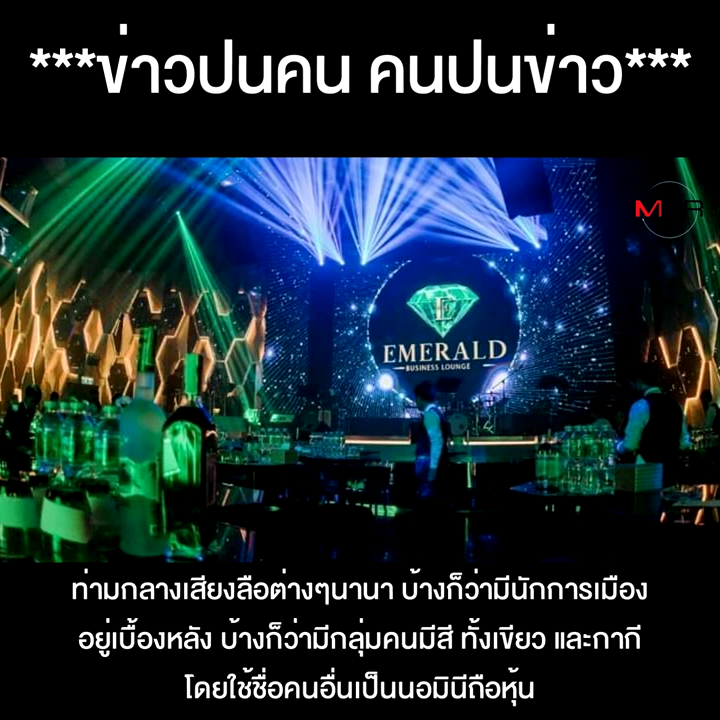 ***ข่าวปนคน คนปนข่าว***
E
EMERALD
BUSINESS LOUNGE
ท่ามกลางเสียงลือต่างๆนานา บ้างก็ว่ามีนักการเมือง
อยู่เบื้องหลัง บ้างก็ว่ามีกลุ่มคนมีสี ทั้งเขียว และกากี
โดยใช้ชื่อคนอื่นเป็นนอมินีถือหุ้น